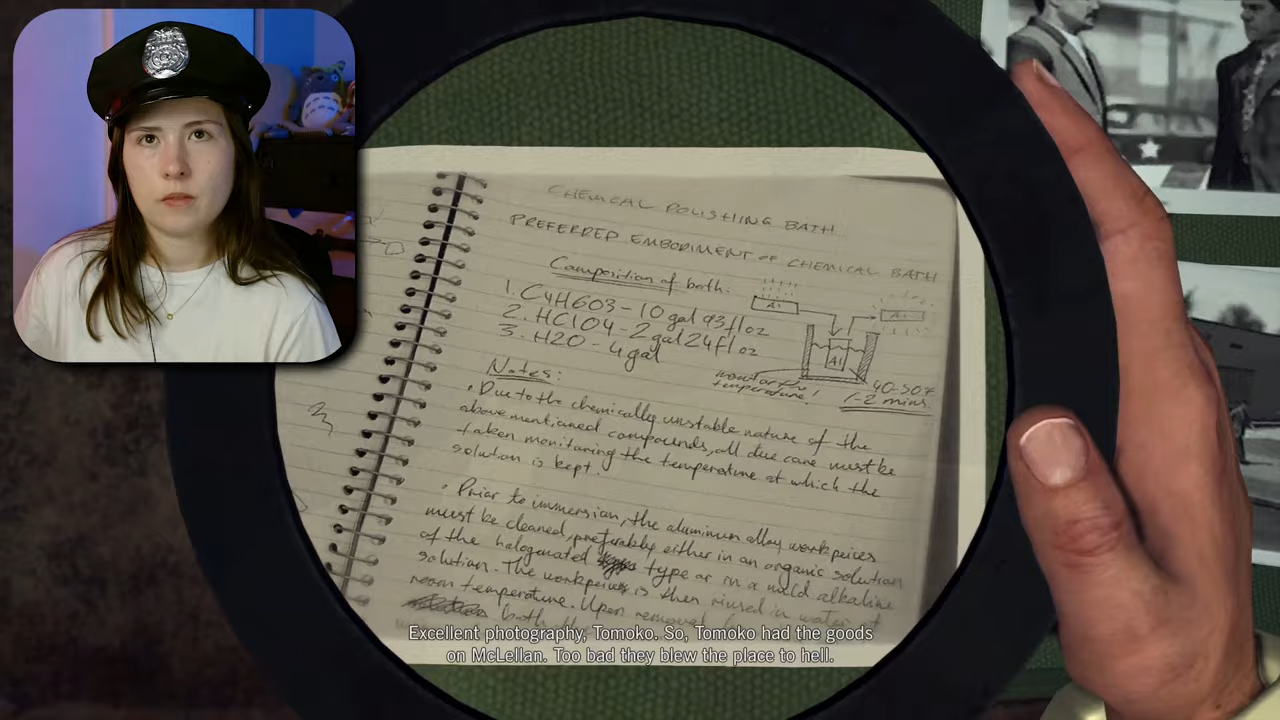 CHEMICAL POLISHING BATH
PREFERRED EMBODIMENT OF CHEMICAL BATH
Composition of bath:
1. C4H6O3 - 10 gal 93 fl oz
2. HClO4 - 2 gal 24 fl oz
3. H2O - 4 gal
Al
Al
monitor the
temperature!
40-50°F
1-2 mins.
Notes:
• Due to the chemically unstable nature of the
above mentioned compounds, all due care must be
taken monitoring the temperature at which the
solution is kept.
• Prior to immersion, the aluminum alloy workpeices
must be cleaned, preferably either in an organic solution
of the halogonated type or in a mild alkaline
solution. The workpeice is then rinsed in water at
room temperature. Upon removal
bath
Excellent photography, Tomoko. So, Tomoko had the goods
on McLellan. Too bad they blew the place to hell.